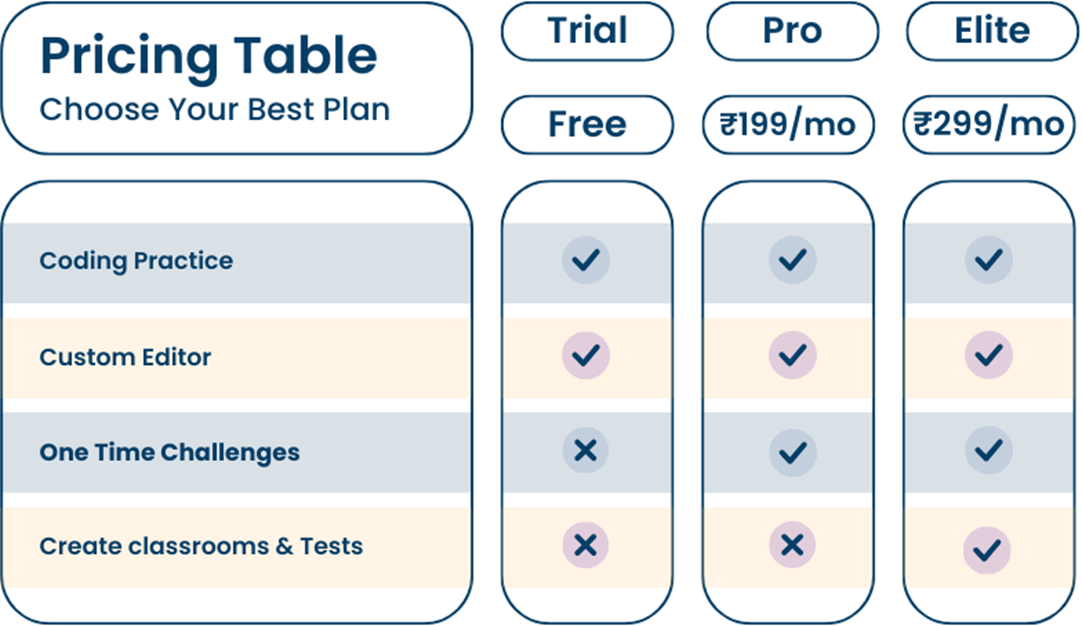 Pricing Table
Choose Your Best Plan
Trial
Pro
Elite
Free
₹199/mo
₹299/mo
Coding Practice
Custom Editor
One Time Challenges
Create classrooms & Tests